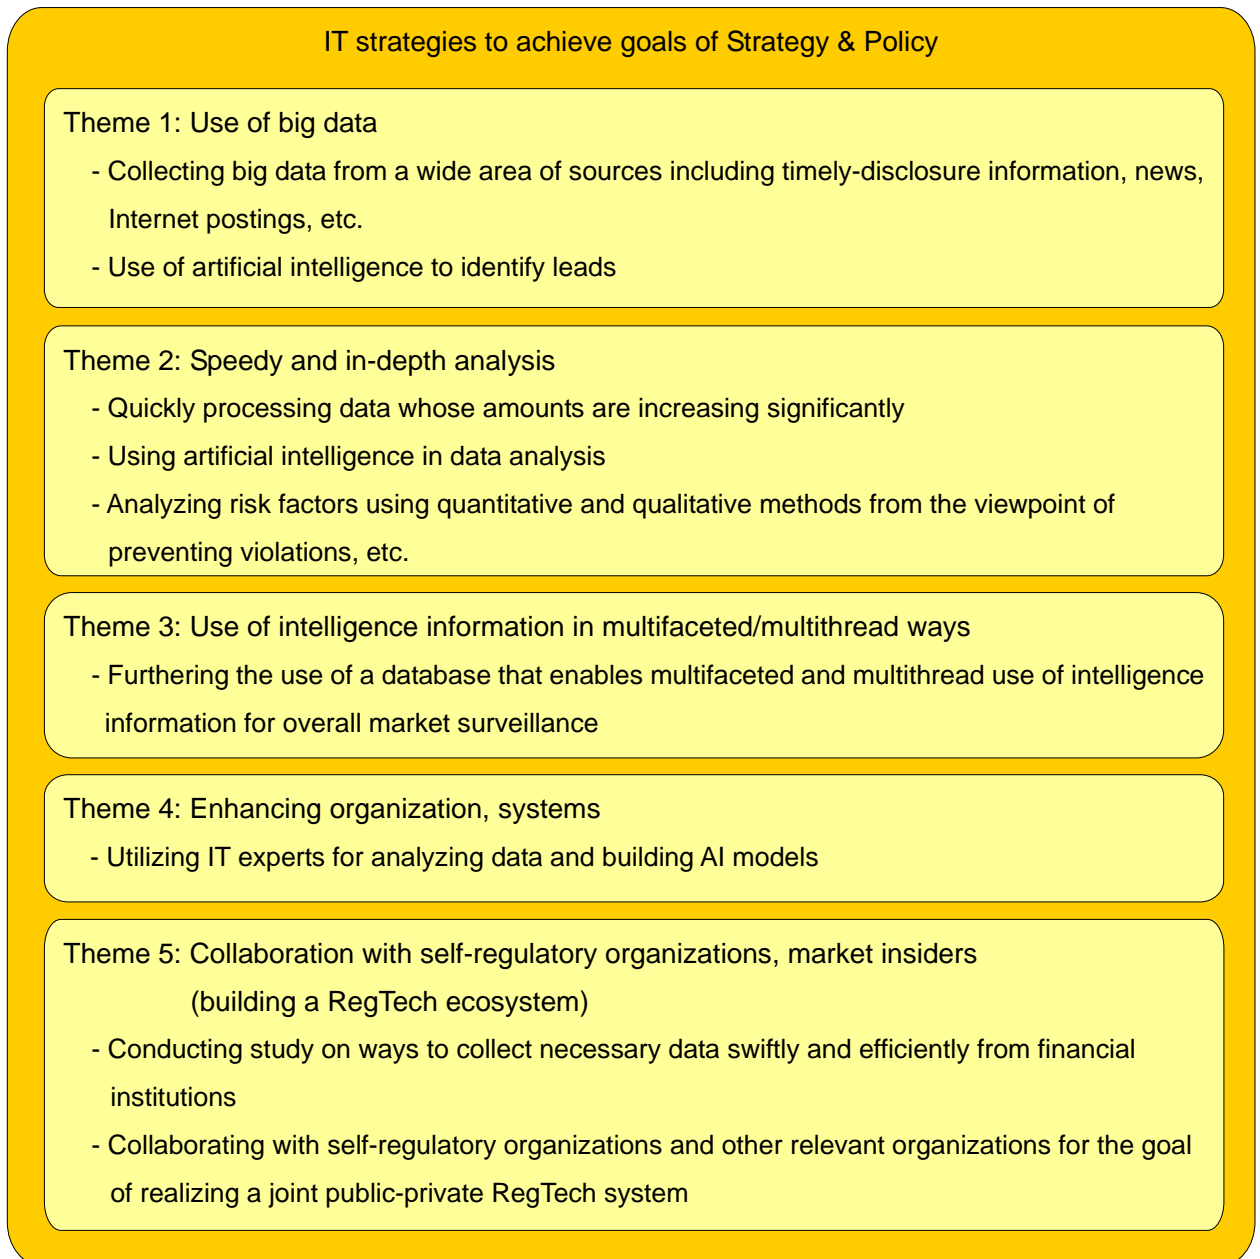 IT strategies to achieve goals of Strategy & Policy
Theme 1: Use of big data
- Collecting big data from a wide area of sources including timely-disclosure information, news,
Internet postings, etc.
- Use of artificial intelligence to identify leads
Theme 2: Speedy and in-depth analysis
- Quickly processing data whose amounts are increasing significantly
- Using artificial intelligence in data analysis
- Analyzing risk factors using quantitative and qualitative methods from the viewpoint of
preventing violations, etc.
Theme 3: Use of intelligence information in multifaceted/multithread ways
- Furthering the use of a database that enables multifaceted and multithread use of intelligence
information for overall market surveillance
Theme 4: Enhancing organization, systems
- Utilizing IT experts for analyzing data and building AI models
Theme 5: Collaboration with self-regulatory organizations, market insiders
(building a RegTech ecosystem)
- Conducting study on ways to collect necessary data swiftly and efficiently from financial
institutions
- Collaborating with self-regulatory organizations and other relevant organizations for the goal
of realizing a joint public-private RegTech system